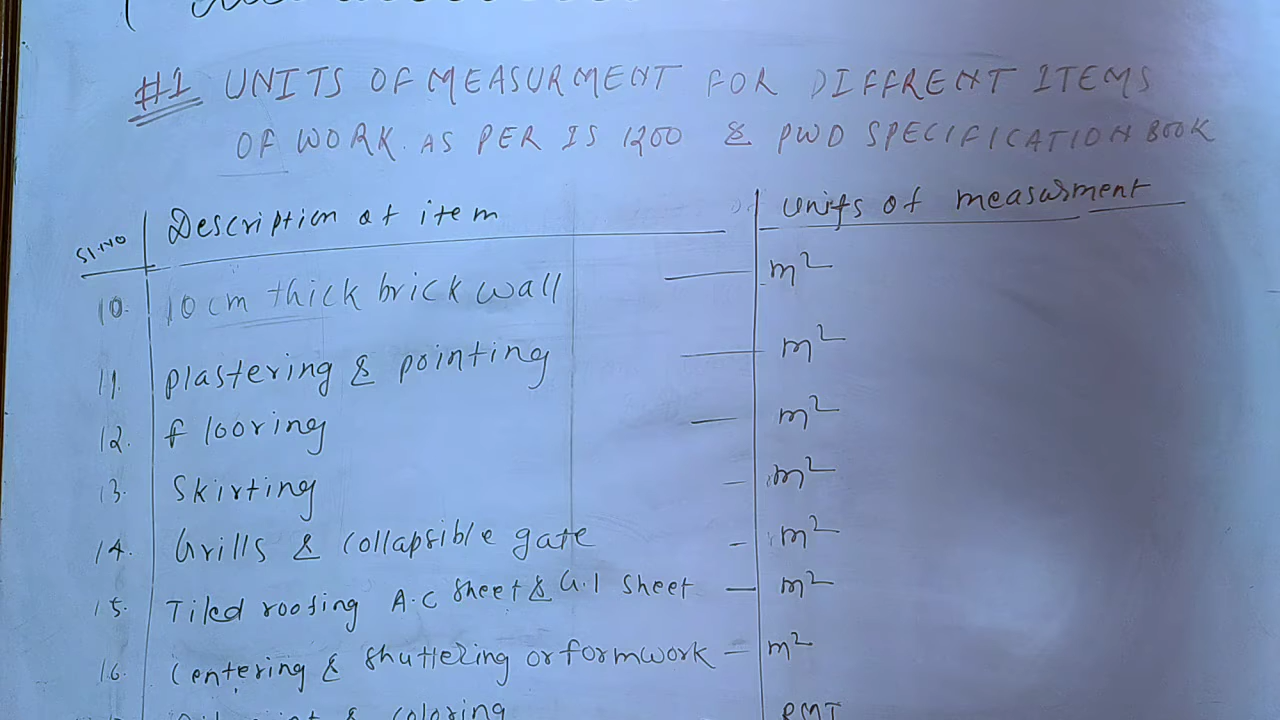 #1 UNITS OF MEASURMENT FOR DIFFRENT ITEMS
OF WORK. AS PER IS 1200 & PWD SPECIFICATION BOOK
Sl.No Description of item units of measurment
10. 10cm thick brick wall — m²
11. plastering & pointing — m²
12. flooring — m²
13. Skirting – m²
14. Grills & collapsible gate – m²
15. Tiled roofing A.C sheet & G.I sheet — m²
16. Centering & shuttering or formwork – m²
& coloring RMT